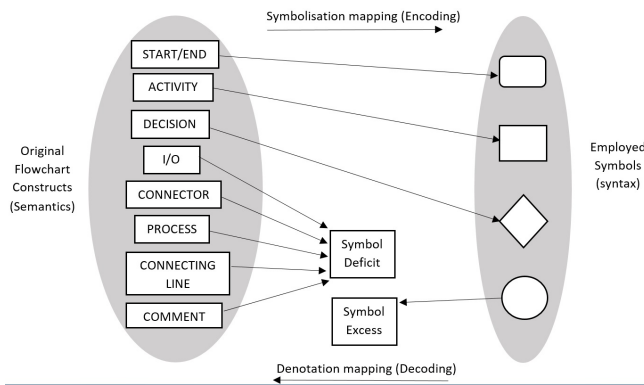 Symbolisation mapping (Encoding)
START/END
ACTIVITY
DECISION
I/O
CONNECTOR
PROCESS
CONNECTING
LINE
COMMENT
Original
Flowchart
Constructs
(Semantics)
Symbol
Deficit
Symbol
Excess
Employed
Symbols
(syntax)
Denotation mapping (Decoding)